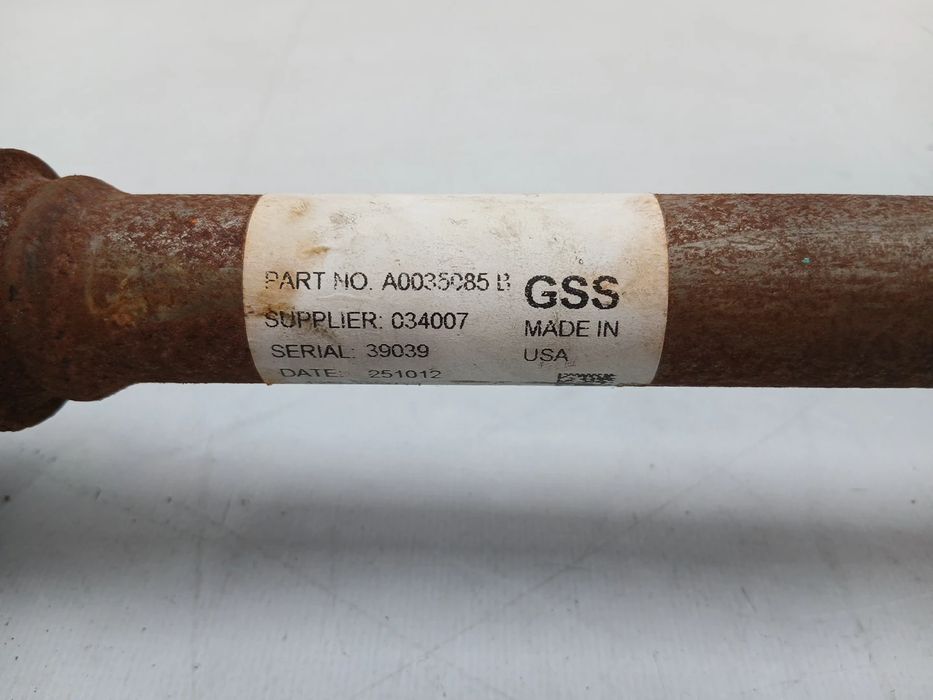 PART NO. A0035085 B
SUPPLIER: 034007
SERIAL: 39039
DATE: 251012
GSS
MADE IN
USA